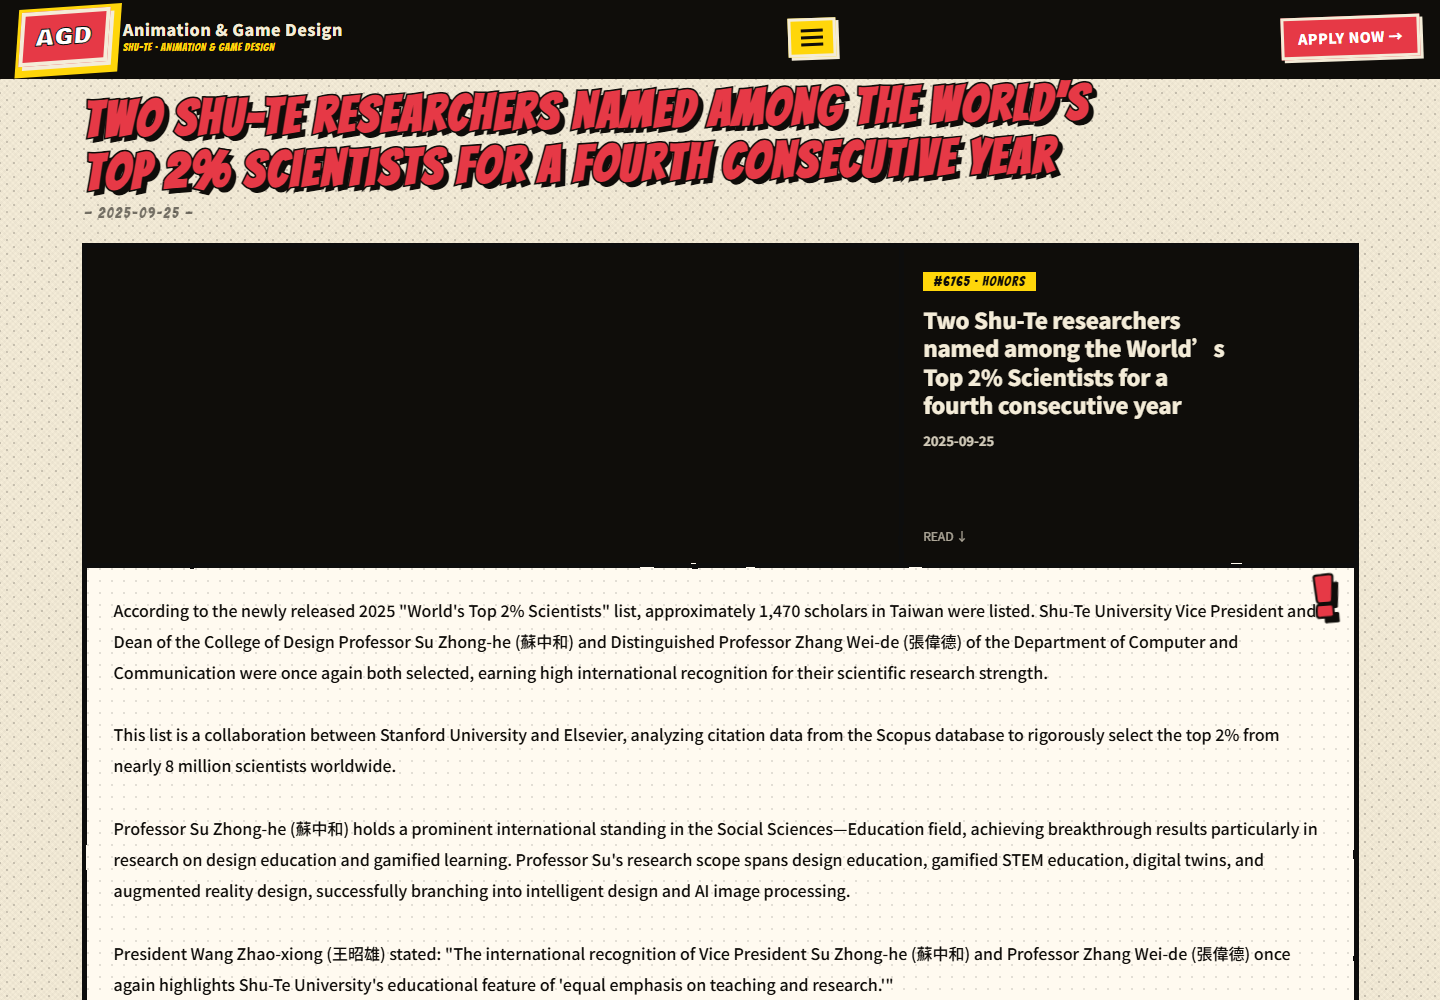 AGD
Animation & Game Design
SHU-TE · ANIMATION & GAME DESIGN
APPLY NOW →
TWO SHU-TE RESEARCHERS NAMED AMONG THE WORLD'S
TOP 2% SCIENTISTS FOR A FOURTH CONSECUTIVE YEAR
– 2025-09-25 –
#6765 · HONORS
Two Shu-Te researchers
named among the World’s
Top 2% Scientists for a
fourth consecutive year
2025-09-25
READ ↓
!
According to the newly released 2025 "World's Top 2% Scientists" list, approximately 1,470 scholars in Taiwan were listed. Shu-Te University Vice President and
Dean of the College of Design Professor Su Zhong-he (蘇中和) and Distinguished Professor Zhang Wei-de (張偉德) of the Department of Computer and
Communication were once again both selected, earning high international recognition for their scientific research strength.
This list is a collaboration between Stanford University and Elsevier, analyzing citation data from the Scopus database to rigorously select the top 2% from
nearly 8 million scientists worldwide.
Professor Su Zhong-he (蘇中和) holds a prominent international standing in the Social Sciences—Education field, achieving breakthrough results particularly in
research on design education and gamified learning. Professor Su's research scope spans design education, gamified STEM education, digital twins, and
augmented reality design, successfully branching into intelligent design and AI image processing.
President Wang Zhao-xiong (王昭雄) stated: "The international recognition of Vice President Su Zhong-he (蘇中和) and Professor Zhang Wei-de (張偉德) once
again highlights Shu-Te University's educational feature of 'equal emphasis on teaching and research.'"